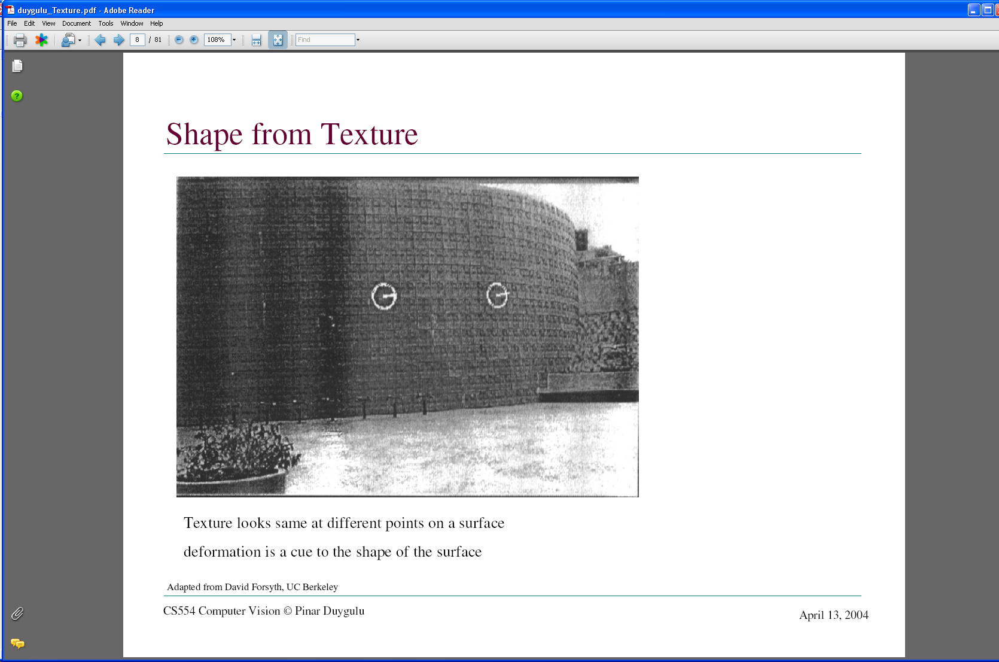 duygulu_Texture.pdf - Adobe Reader
File Edit View Document Tools Window Help
8 / 81 108% Find
Shape from Texture
Texture looks same at different points on a surface
deformation is a cue to the shape of the surface
Adapted from David Forsyth, UC Berkeley
CS554 Computer Vision © Pinar Duygulu
April 13, 2004